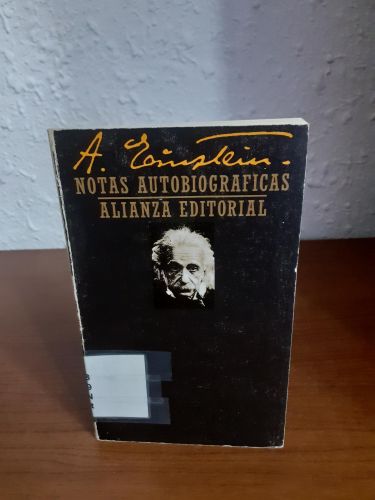 A. Einstein.
NOTAS AUTOBIOGRAFICAS
ALIANZA EDITORIAL